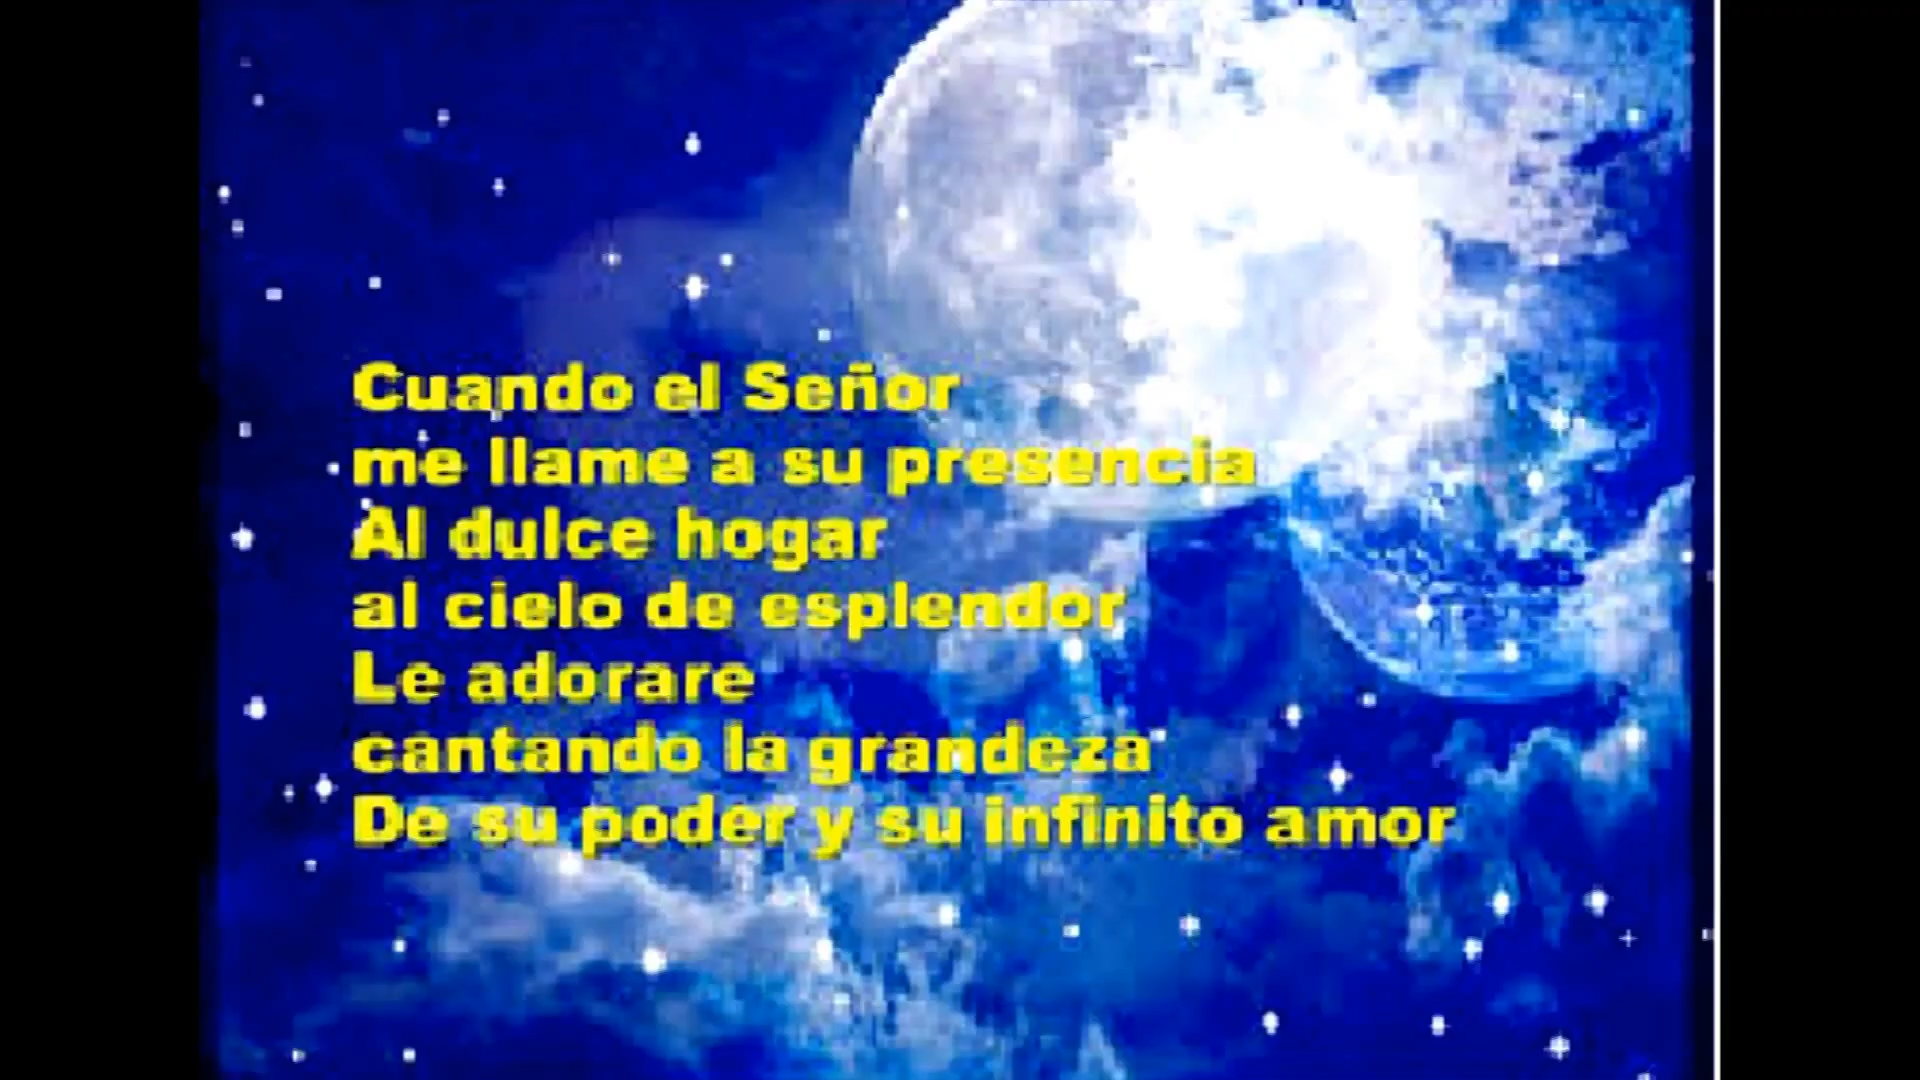 Cuando el Señor
me llame a su presencia
Al dulce hogar
al cielo de esplendor
Le adorare
cantando la grandeza
De su poder y su infinito amor